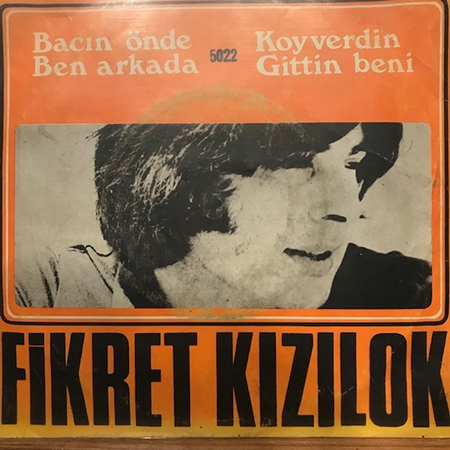 Bacın önde
Ben arkada
5022
Koyverdin
Gittin beni
FİKRET KIZILOK